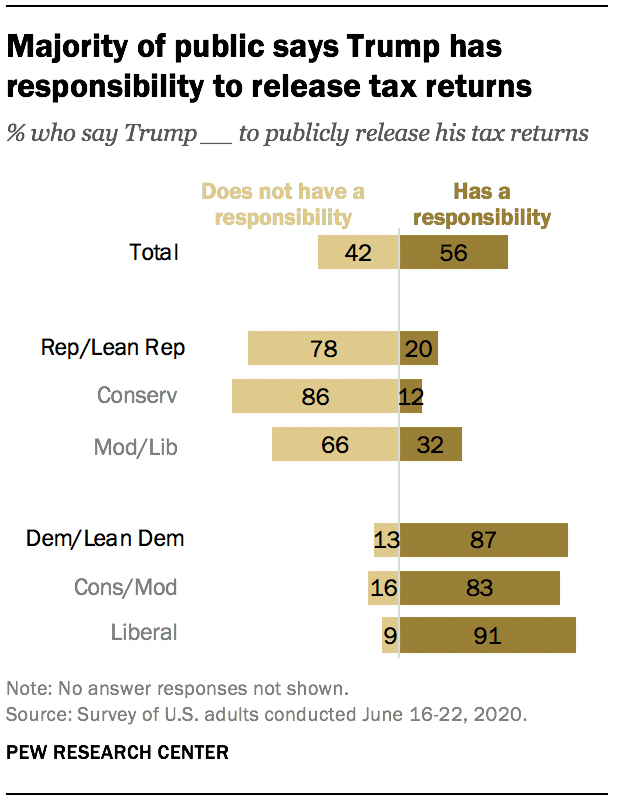 Majority of public says Trump has
responsibility to release tax returns
% who say Trump __ to publicly release his tax returns
Does not have a
responsibility
Has a
responsibility
Total 42 56
Rep/Lean Rep 78 20
Conserv 86 12
Mod/Lib 66 32
Dem/Lean Dem 13 87
Cons/Mod 16 83
Liberal 9 91
Note: No answer responses not shown.
Source: Survey of U.S. adults conducted June 16-22, 2020.
PEW RESEARCH CENTER